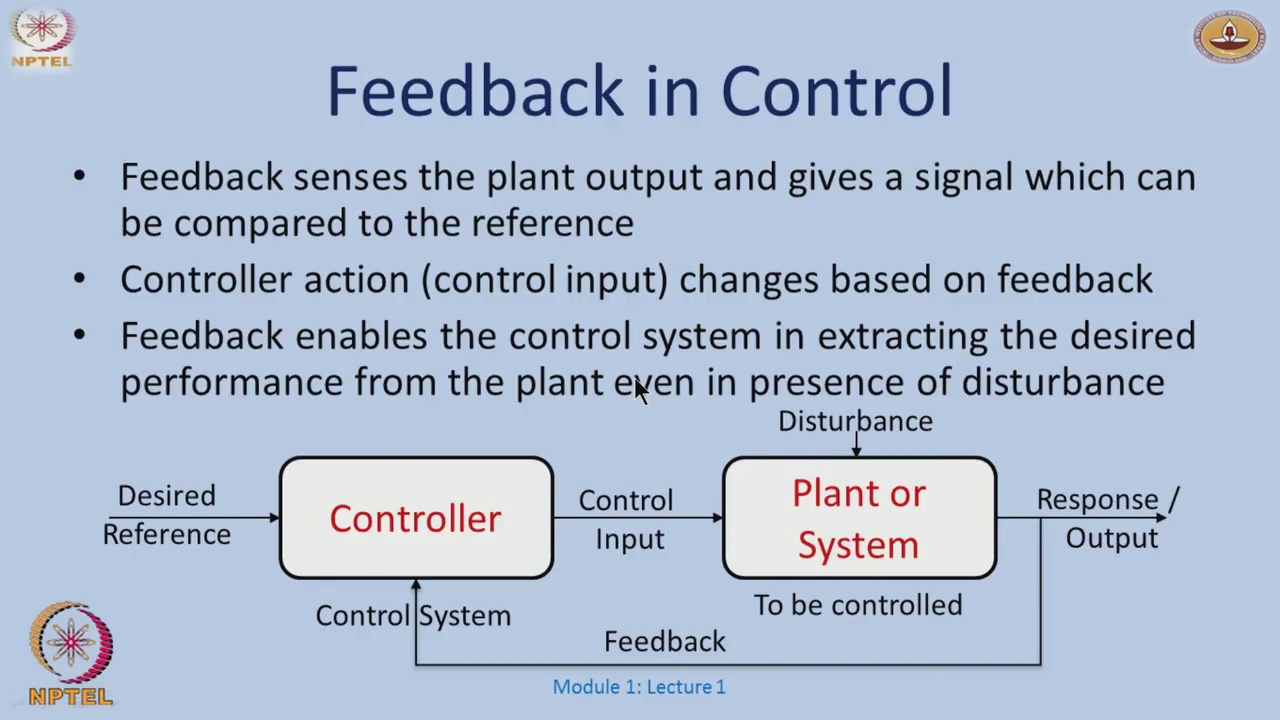 NPTEL
Feedback in Control
• Feedback senses the plant output and gives a signal which can
be compared to the reference
• Controller action (control input) changes based on feedback
• Feedback enables the control system in extracting the desired
performance from the plant even in presence of disturbance
Disturbance
Desired
Reference
Controller
Control
Input
Plant or
System
Response /
Output
Control System
To be controlled
Feedback
NPTEL
Module 1: Lecture 1